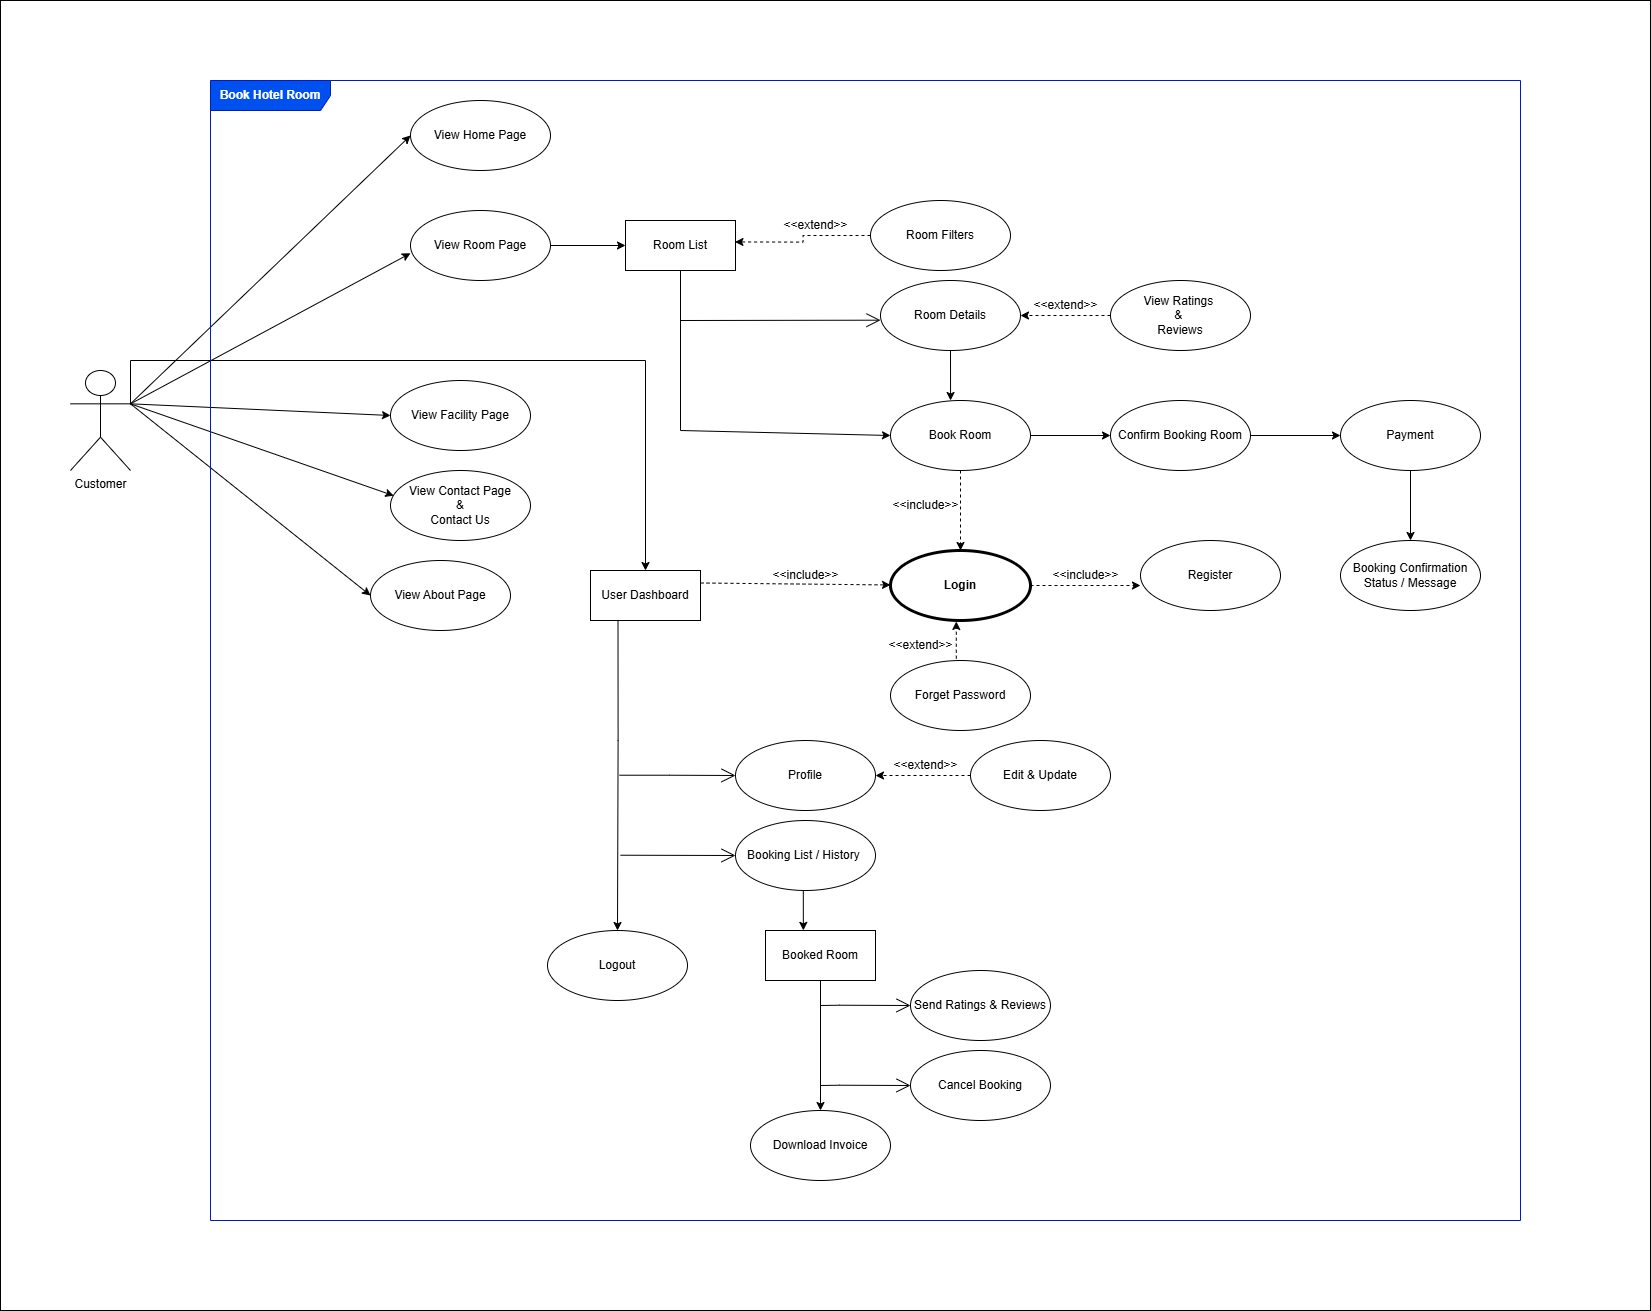 Book Hotel Room
View Home Page
View Room Page
Room List
<<extend>>
Room Filters
Room Details
<<extend>>
View Ratings
&
Reviews
Customer
View Facility Page
Book Room
Confirm Booking Room
Payment
View Contact Page
&
Contact Us
<<include>>
View About Page
User Dashboard
<<include>>
Login
<<include>>
Register
Booking Confirmation
Status / Message
<<extend>>
Forget Password
Profile
<<extend>>
Edit & Update
Booking List / History
Logout
Booked Room
Send Ratings & Reviews
Cancel Booking
Download Invoice